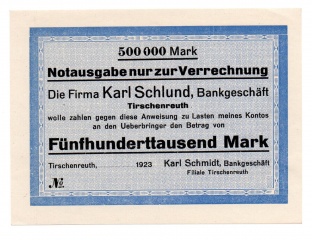 500 000 Mark
Notausgabe nur zur Verrechnung
Die Firma Karl Schlund, Bankgeschäft
Tirschenreuth
wolle zahlen gegen diese Anweisung zu Lasten meines Kontos
an den Ueberbringer den Betrag von
Fünfhunderttausend Mark
Tirschenreuth, 1923 Karl Schmidt, Bankgeschäft
Filiale Tirschenreuth
No.